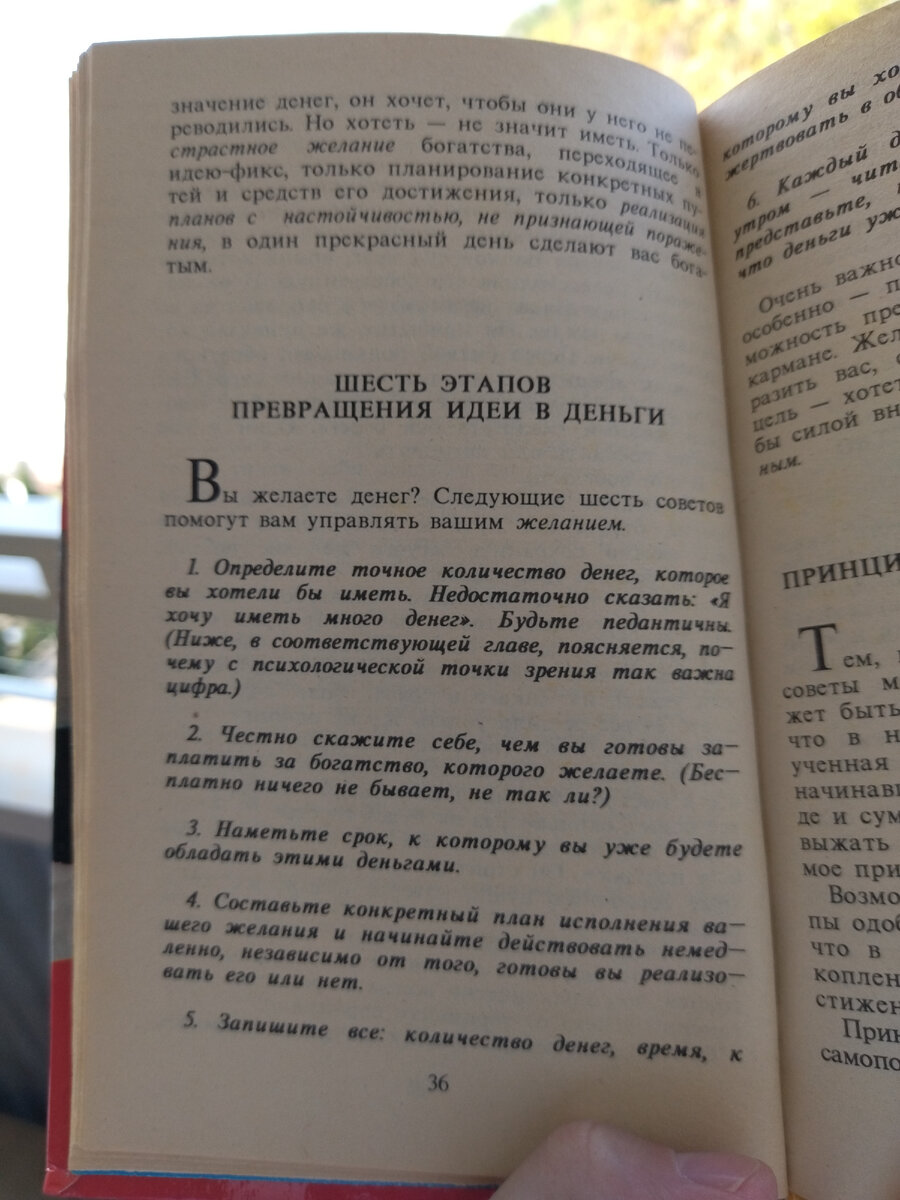 значение денег, он хочет, чтобы они у него не пе-
реводились. Но хотеть — не значит иметь. Только
страстное желание богатства, переходящее в
идею-фикс, только планирование конкретных пу-
тей и средств его достижения, только реализация
планов с настойчивостью, не признающей пораже-
ния, в один прекрасный день сделают вас бога-
тым.
ШЕСТЬ ЭТАПОВ
ПРЕВРАЩЕНИЯ ИДЕИ В ДЕНЬГИ
Вы желаете денег? Следующие шесть советов
помогут вам управлять вашим желанием.
1. Определите точное количество денег, которое
вы хотели бы иметь. Недостаточно сказать: «Я
хочу иметь много денег». Будьте педантичны.
(Ниже, в соответствующей главе, поясняется, по-
чему с психологической точки зрения так важна
цифра.)
2. Честно скажите себе, чем вы готовы за-
платить за богатство, которого желаете. (Бес-
платно ничего не бывает, не так ли?)
3. Наметьте срок, к которому вы уже будете
обладать этими деньгами.
4. Составьте конкретный план исполнения ва-
шего желания и начинайте действовать немед-
ленно, независимо от того, готовы вы реализо-
вать его или нет.
5. Запишите все: количество денег, время, к
36
которому вы хо
жертвовать в об
6. Каждый д
утром — чит
представьте,
что деньги уж
Очень важно
особенно — п
можность пре
кармане. Жел
разить вас,
цель — хотет
бы силой вн
ным.
ПРИНЦИ
Тем,
советы м
жет быть
что в н
ученная
начинав
де и сум
выжать
мое при
Возмо
пы одоб
что в
коплен
стижен
Прин
самопо